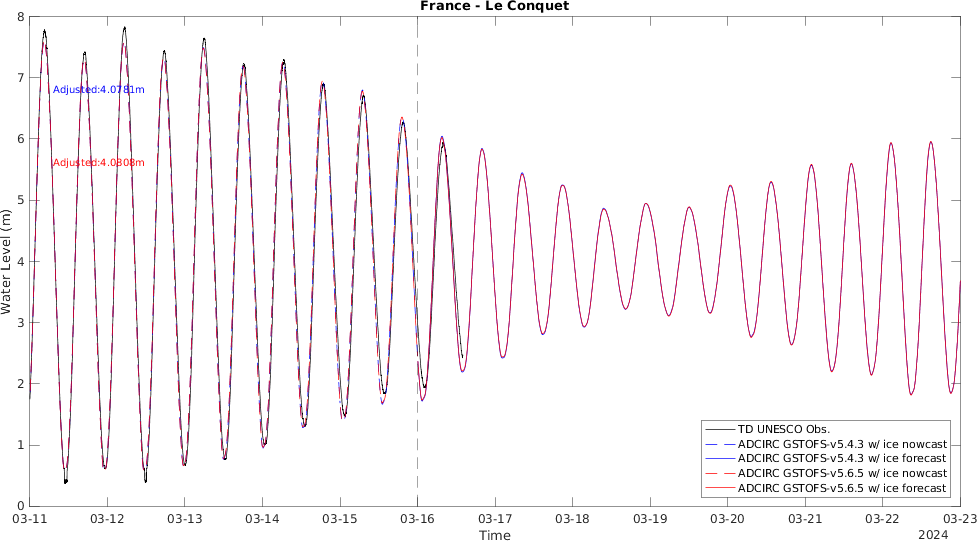 France - Le Conquet
8
7
6
5
4
3
2
1
0
Water Level (m)
Adjusted:4.0781m
Adjusted:4.0308m
TD UNESCO Obs.
ADCIRC GSTOFS-v5.4.3 w/ ice nowcast
ADCIRC GSTOFS-v5.4.3 w/ ice forecast
ADCIRC GSTOFS-v5.6.5 w/ ice nowcast
ADCIRC GSTOFS-v5.6.5 w/ ice forecast
03-11 03-12 03-13 03-14 03-15 03-16 03-17 03-18 03-19 03-20 03-21 03-22 03-23
Time
2024